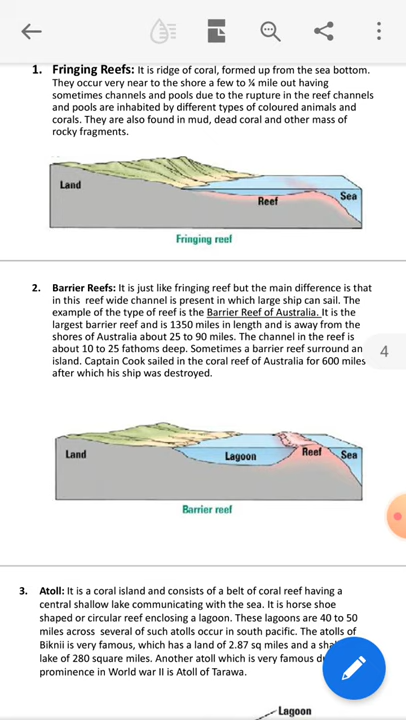 1. Fringing Reefs: It is ridge of coral, formed up from the sea bottom.
They occur very near to the shore a few to ¼ mile out having
sometimes channels and pools due to the rupture in the reef channels
and pools are inhabited by different types of coloured animals and
corals. They are also found in mud, dead coral and other mass of
rocky fragments.
Land
Reef
Sea
Fringing reef
2. Barrier Reefs: It is just like fringing reef but the main difference is that
in this reef wide channel is present in which large ship can sail. The
example of the type of reef is the Barrier Reef of Australia. It is the
largest barrier reef and is 1350 miles in length and is away from the
shores of Australia about 25 to 90 miles. The channel in the reef is
about 10 to 25 fathoms deep. Sometimes a barrier reef surround an
island. Captain Cook sailed in the coral reef of Australia for 600 miles
after which his ship was destroyed.
4
Land
Lagoon
Reef
Sea
Barrier reef
3. Atoll: It is a coral island and consists of a belt of coral reef having a
central shallow lake communicating with the sea. It is horse shoe
shaped or circular reef enclosing a lagoon. These lagoons are 40 to 50
miles across several of such atolls occur in south pacific. The atolls of
Biknii is very famous, which has a land of 2.87 sq miles and a
lake of 280 square miles. Another atoll which is very famous
prominence in World war II is Atoll of Tarawa.
Lagoon